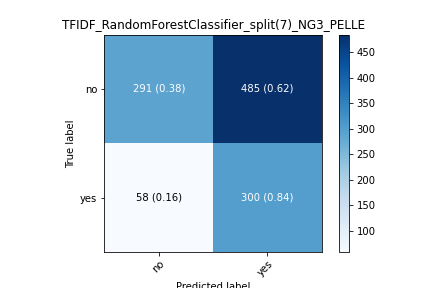 TFIDF_RandomForestClassifier_split(7)_NG3_PELLE
no
291 (0.38)
485 (0.62)
yes
58 (0.16)
300 (0.84)
True label
no
yes
Predicted label
450
400
350
300
250
200
150
100